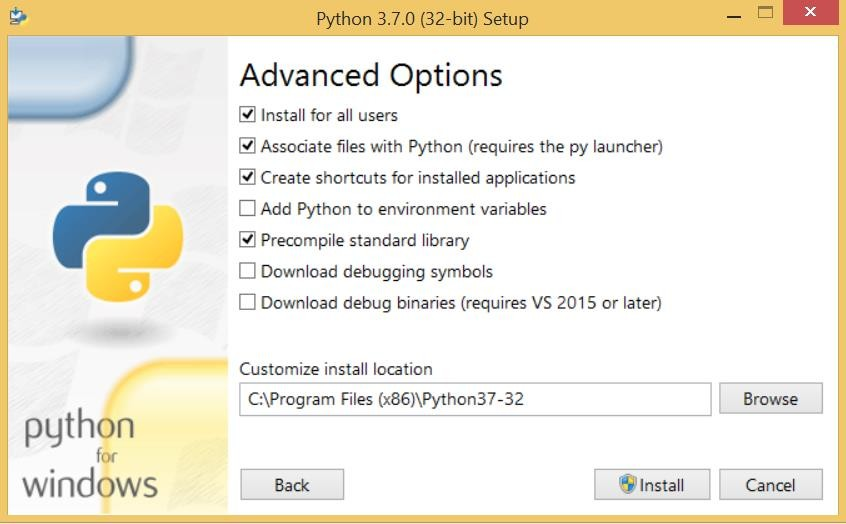 Python 3.7.0 (32-bit) Setup
Advanced Options
Install for all users
Associate files with Python (requires the py launcher)
Create shortcuts for installed applications
Add Python to environment variables
Precompile standard library
Download debugging symbols
Download debug binaries (requires VS 2015 or later)
Customize install location
C:\Program Files (x86)\Python37-32
Browse
python
for
windows
Back
Install
Cancel